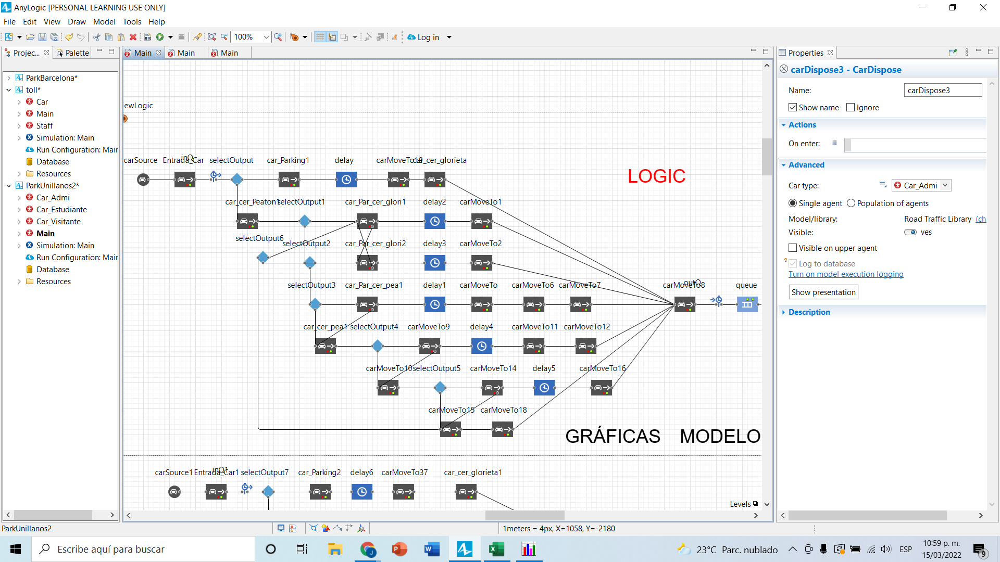 AnyLogic [PERSONAL LEARNING USE ONLY]
File Edit View Draw Model Tools Help
100%
Log in
Projec...
Palette
Main
Main
Main
Properties
ParkBarcelona*
toll*
Car
Main
Staff
Simulation: Main
Run Configuration: Mair
Database
Resources
ParkUnillanos2*
Car_Admi
Car_Estudiante
Car_Visitante
Main
Simulation: Main
Run Configuration: Mair
Database
Resources
ewLogic
LOGIC
carSource Entrada_Car inQ selectOutput car_Parking1 delay carMoveTo19 car_cer_glorieta
car_cer_Peaton1 selectOutput1 car_Par_cer_glori1 delay2 carMoveTo1
selectOutput6 selectOutput2 car_Par_cer_glori2 delay3 carMoveTo2
selectOutput3 car_Par_cer_pea1 delay1 carMoveTo carMoveTo6 carMoveTo7 carMoveTo8 outQ queue
car_cer_pea1 selectOutput4 carMoveTo9 delay4 carMoveTo11 carMoveTo12
carMoveTo10 selectOutput5 carMoveTo14 delay5 carMoveTo16
carMoveTo15 carMoveTo18
GRÁFICAS MODELO
carSource1 Entrada_Car1 inQ1 selectOutput7 car_Parking2 delay6 carMoveTo37 car_cer_glorieta1
Levels
carDispose3 - CarDispose
Name: carDispose3
Show name Ignore
Actions
On enter:
Advanced
Car type: Car_Admi
Single agent Population of agents
Model/library: Road Traffic Library (ch
Visible: yes
Visible on upper agent
Log to database
Turn on model execution logging
Show presentation
Description
ParkUnillanos2
1meters = 4px, X=1058, Y=-2180
Escribe aquí para buscar
23°C Parc. nublado
ESP
10:59 p. m.
15/03/2022
9